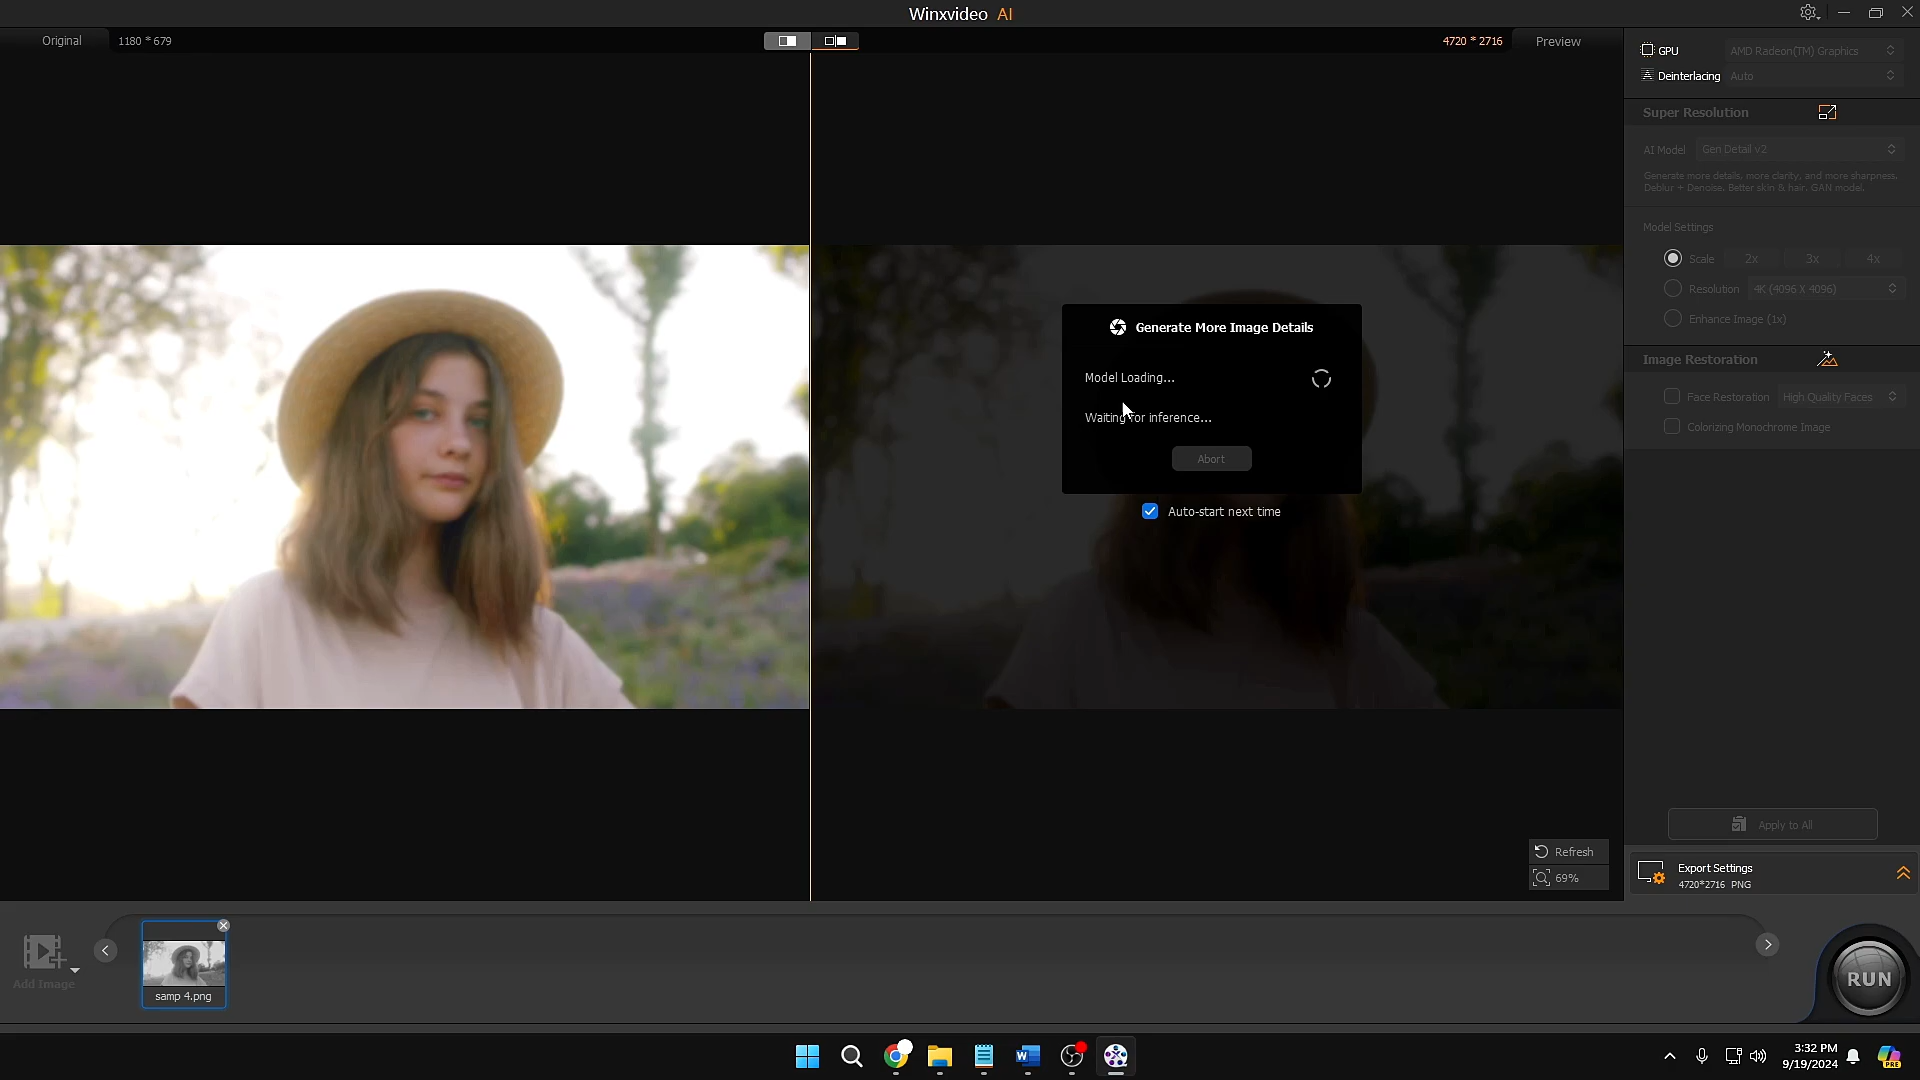 Winxvideo AI
Original
1180 * 679
4720 * 2716
Preview
GPU
AMD Radeon(TM) Graphics
Deinterlacing
Auto
Super Resolution
AI Model
Gen Detail v2
Generate more details, more clarity, and more sharpness.
Deblur + Denoise, Better skin & hair. GAN model.
Model Settings
Scale
2x
3x
4x
Resolution
4K (4096 X 4096)
Enhance Image (1x)
Image Restoration
Face Restoration
High Quality Faces
Colorizing Monochrome Image
Generate More Image Details
Model Loading...
Waiting for inference...
Abort
Auto-start next time
Refresh
69%
Apply to All
Export Settings
4720*2716 PNG
Add Image
samp 4.png
RUN
3:32 PM
9/19/2024
PRE